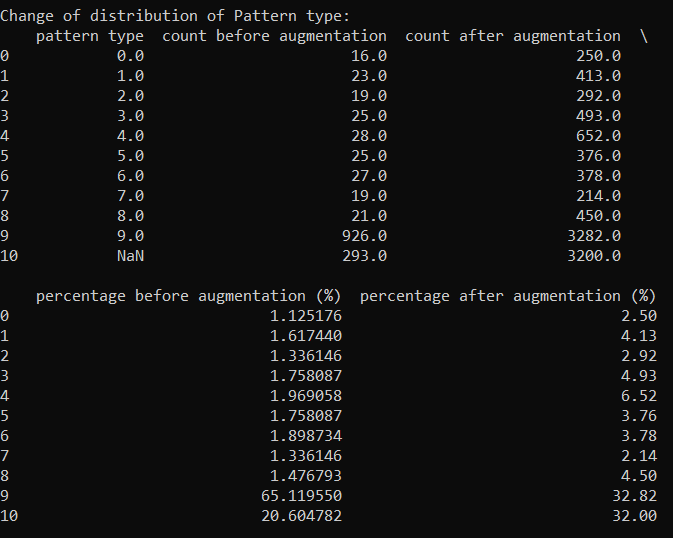 Change of distribution of Pattern type:
    pattern type  count before augmentation  count after augmentation  \
0            0.0                       16.0                     250.0
1            1.0                       23.0                     413.0
2            2.0                       19.0                     292.0
3            3.0                       25.0                     493.0
4            4.0                       28.0                     652.0
5            5.0                       25.0                     376.0
6            6.0                       27.0                     378.0
7            7.0                       19.0                     214.0
8            8.0                       21.0                     450.0
9            9.0                      926.0                    3282.0
10           NaN                      293.0                    3200.0

    percentage before augmentation (%)  percentage after augmentation (%)
0                             1.125176                               2.50
1                             1.617440                               4.13
2                             1.336146                               2.92
3                             1.758087                               4.93
4                             1.969058                               6.52
5                             1.758087                               3.76
6                             1.898734                               3.78
7                             1.336146                               2.14
8                             1.476793                               4.50
9                            65.119550                              32.82
10                           20.604782                              32.00